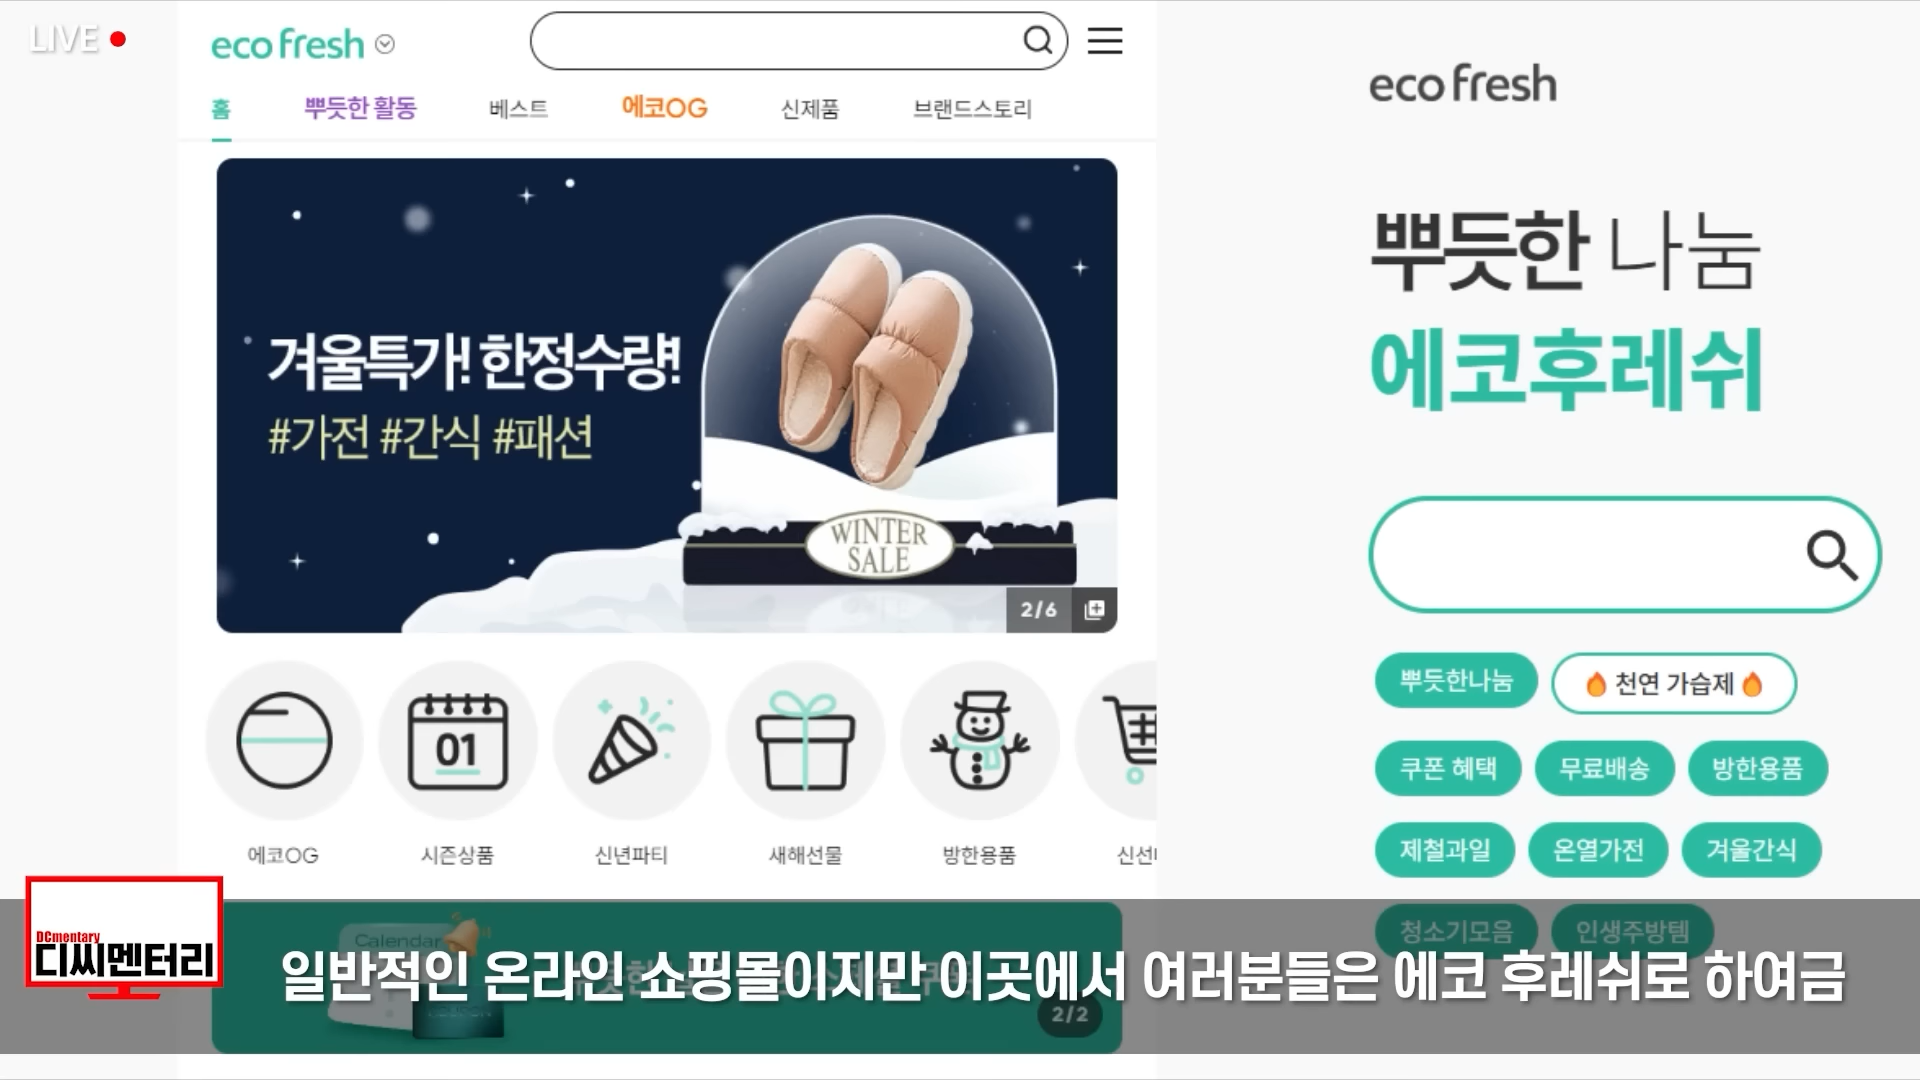 LIVE
eco fresh
홈 뿌듯한 활동 베스트 에코OG 신제품 브랜드스토리
겨울특가! 한정수량!
#가전 #간식 #패션
WINTER
SALE
2/6
01
에코OG 시즌상품 신년파티 새해선물 방한용품
eco fresh
뿌듯한 나눔
에코후레쉬
뿌듯한나눔 천연 가습제
쿠폰 혜택 무료배송 방한용품
제철과일 온열가전 겨울간식
청소기모음 인생주방템
Calendar
2/2
DCmentary
디씨멘터리
일반적인 온라인 쇼핑몰이지만 이곳에서 여러분들은 에코 후레쉬로 하여금